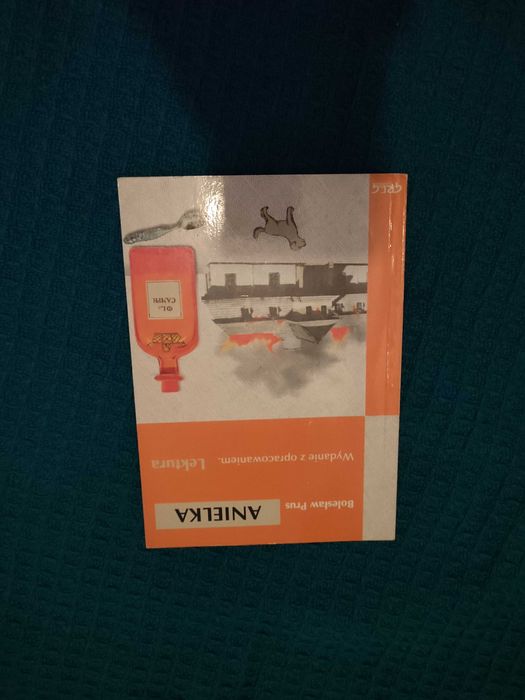 Bolesław Prus
ANIELKA
Wydanie z opracowaniem. Lektura
GREG